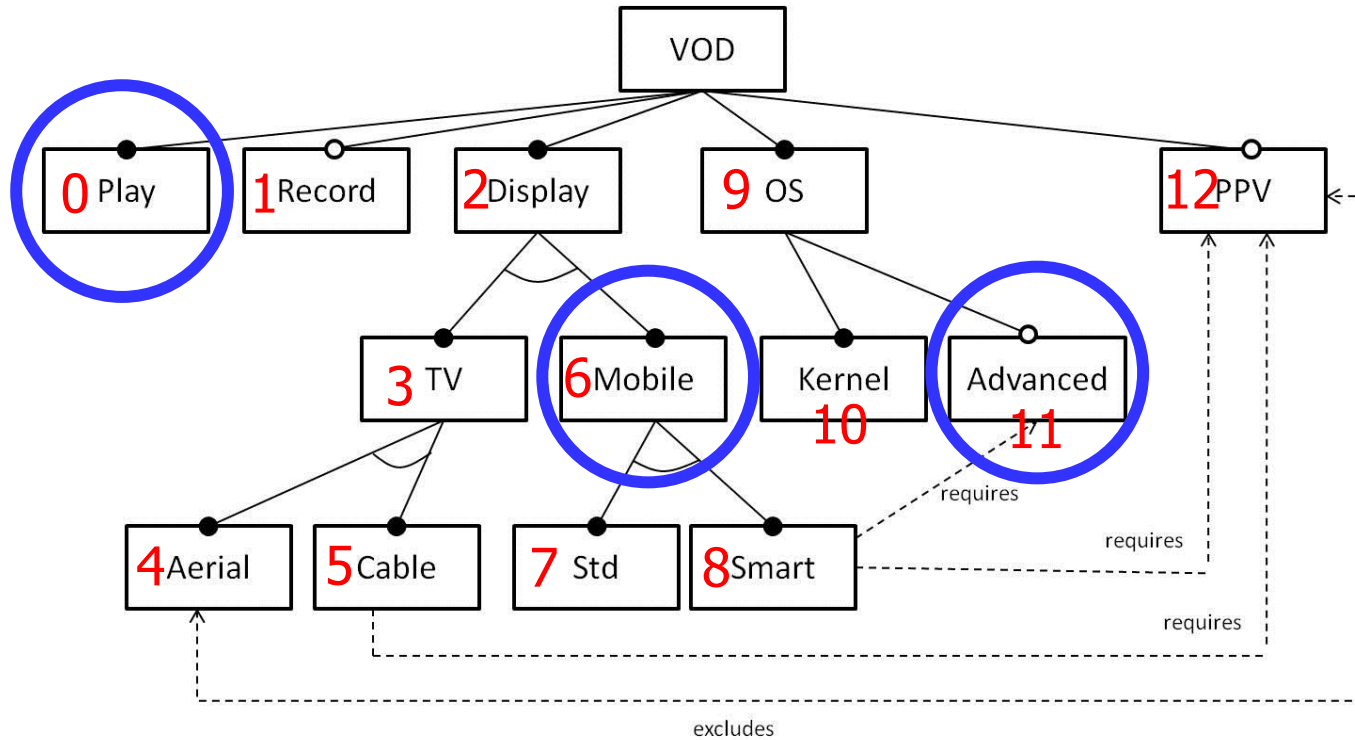 VOD
0 Play
1 Record
2 Display
9 OS
12 PPV
3 TV
6 Mobile
Kernel
10
Advanced
11
requires
4 Aerial
5 Cable
7 Std
8 Smart
requires
requires
excludes